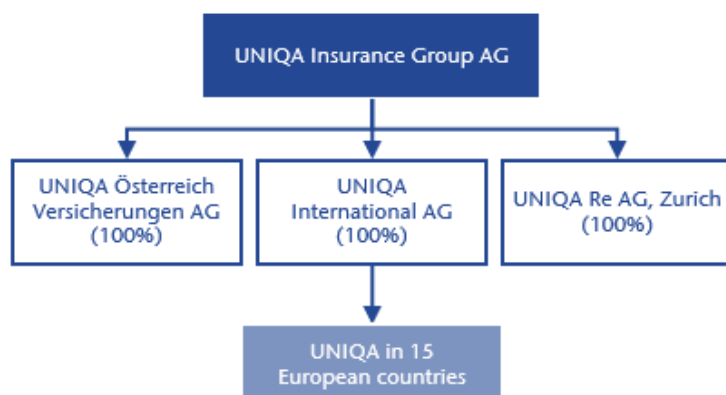 UNIQA Insurance Group AG
UNIQA Österreich
Versicherungen AG
(100%)
UNIQA
International AG
(100%)
UNIQA Re AG, Zurich
(100%)
UNIQA in 15
European countries